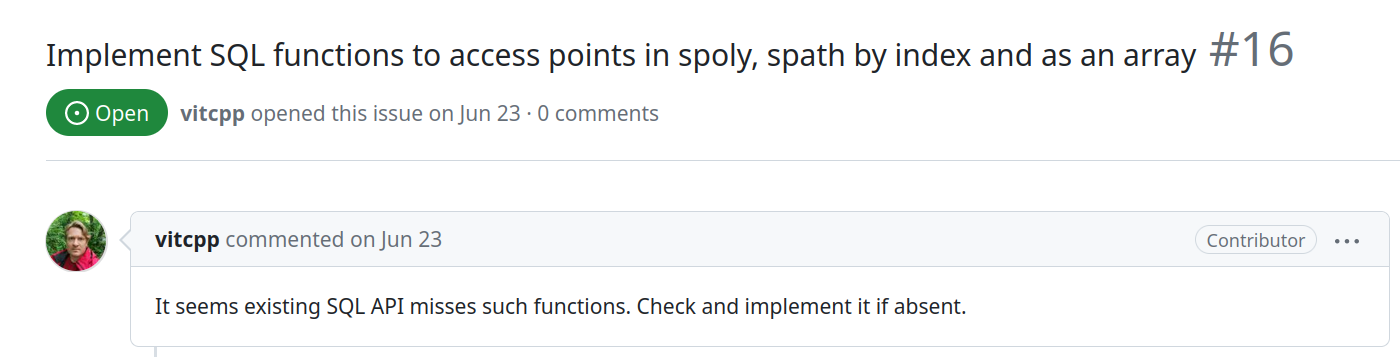 Implement SQL functions to access points in spoly, spath by index and as an array #16
Open vitcpp opened this issue on Jun 23 · 0 comments
vitcpp commented on Jun 23 Contributor ...
It seems existing SQL API misses such functions. Check and implement it if absent.